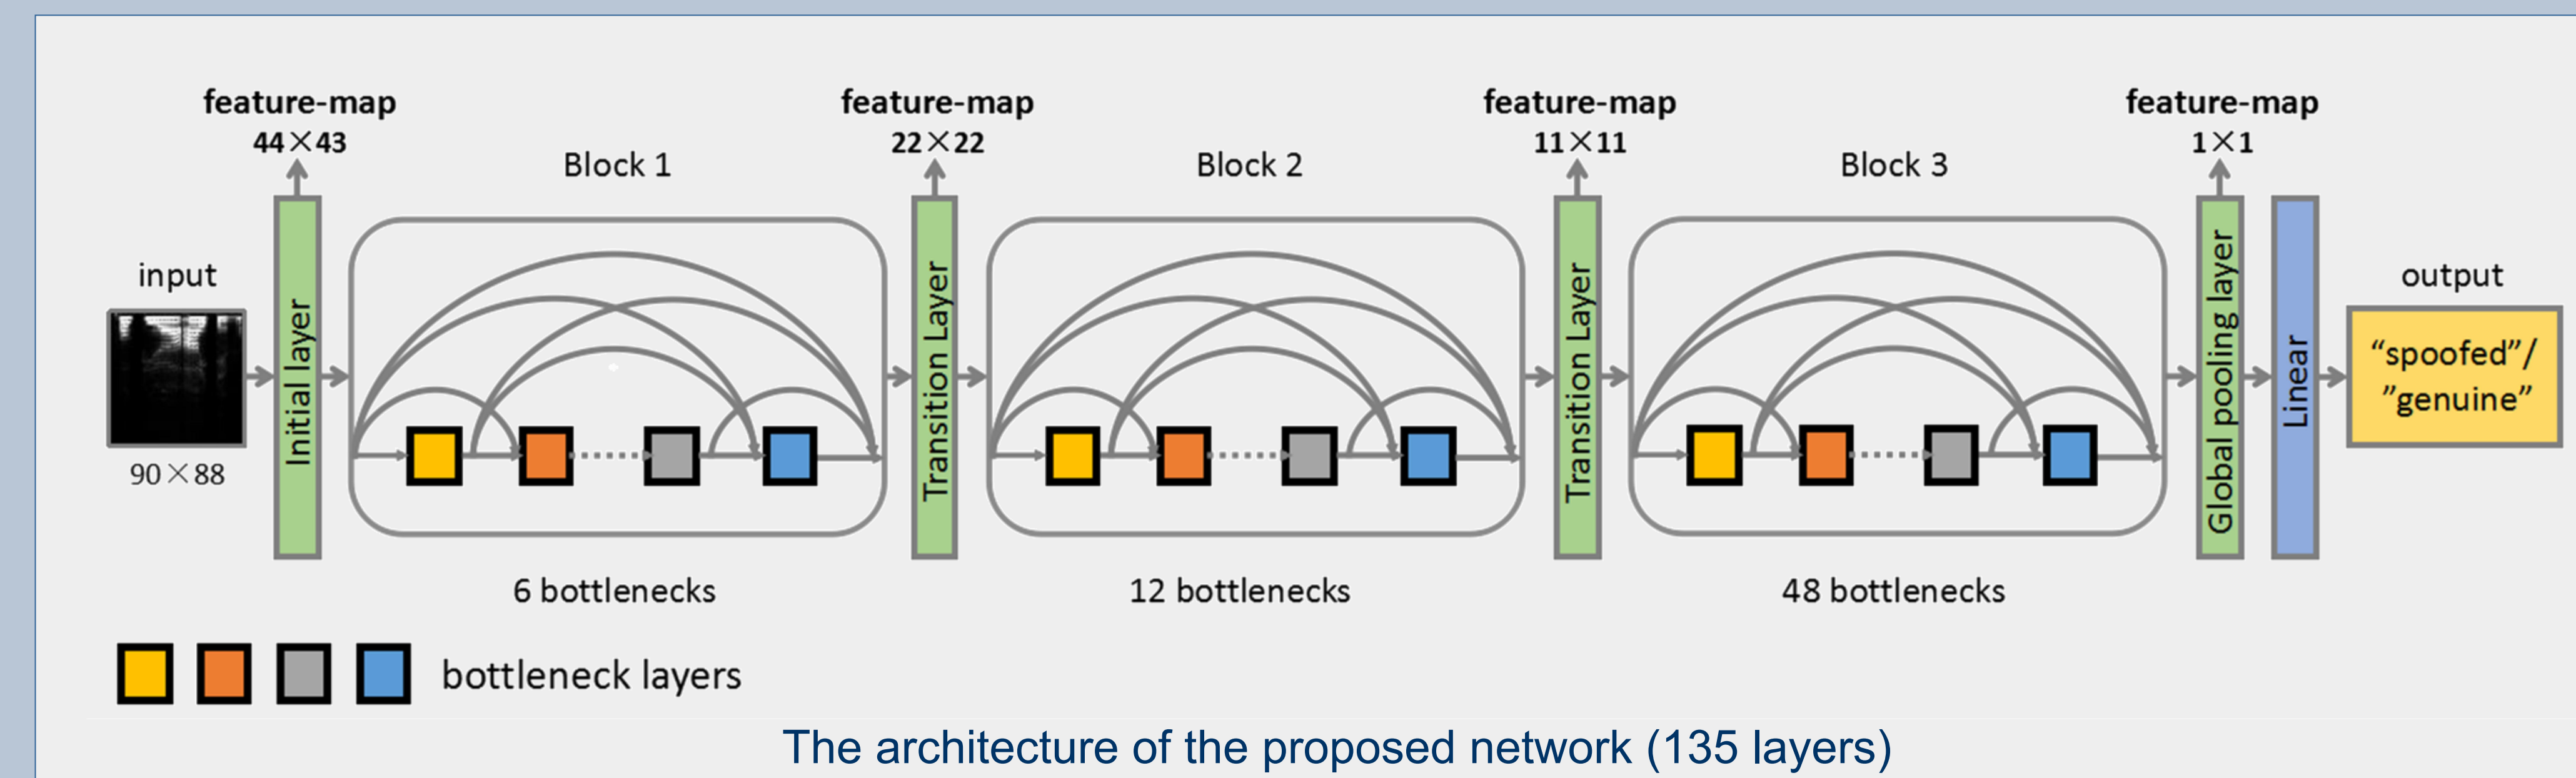 feature-map
44×43
feature-map
22×22
feature-map
11×11
feature-map
1×1
Block 1
Block 2
Block 3
input
90×88
Initial layer
Transition Layer
Transition Layer
Global pooling layer
Linear
output
“spoofed”/
”genuine”
6 bottlenecks
12 bottlenecks
48 bottlenecks
bottleneck layers
The architecture of the proposed network (135 layers)